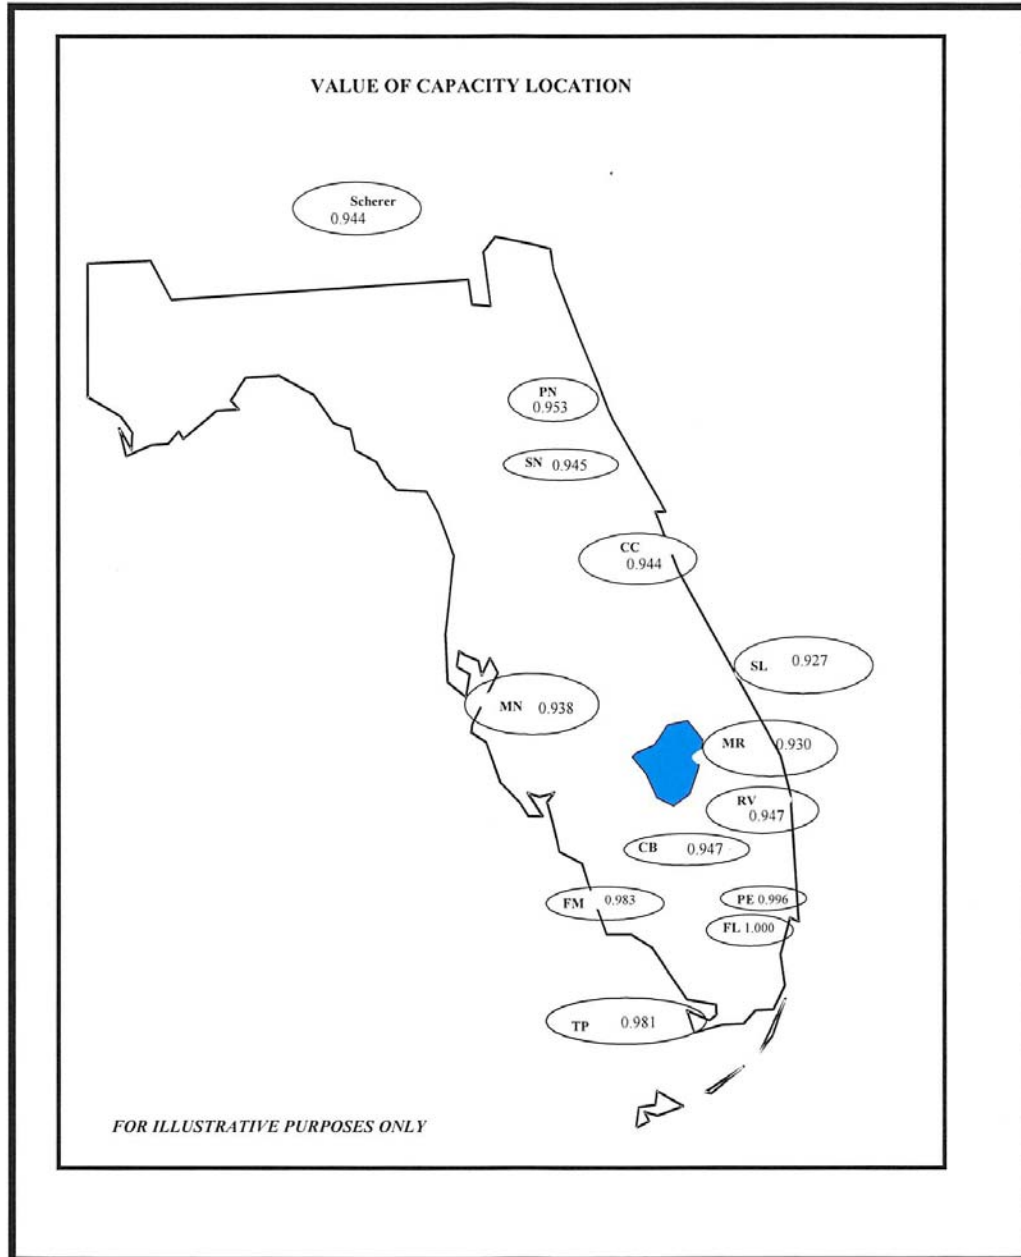 VALUE OF CAPACITY LOCATION
Scherer
0.944
PN
0.953
SN 0.945
CC
0.944
SL 0.927
MN 0.938
MR 0.930
RV
0.947
CB 0.947
FM 0.983
PE 0.996
FL 1.000
TP 0.981
FOR ILLUSTRATIVE PURPOSES ONLY